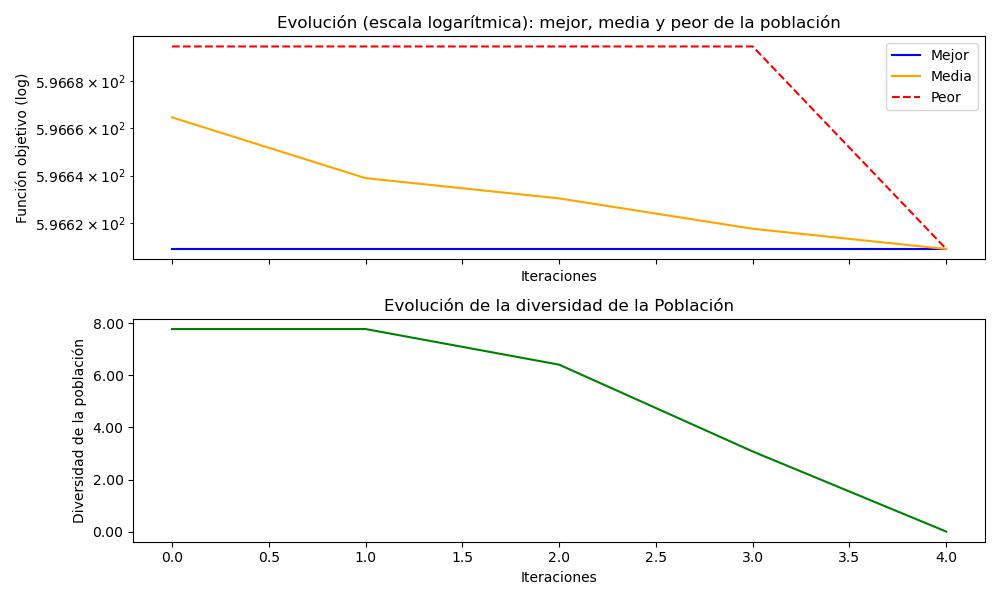 Evolución (escala logarítmica): mejor, media y peor de la población
Función objetivo (log)
5.9668 × 10²
5.9666 × 10²
5.9664 × 10²
5.9662 × 10²
Mejor
Media
Peor
Iteraciones
Evolución de la diversidad de la Población
Diversidad de la población
8.00
6.00
4.00
2.00
0.00
0.0 0.5 1.0 1.5 2.0 2.5 3.0 3.5 4.0
Iteraciones